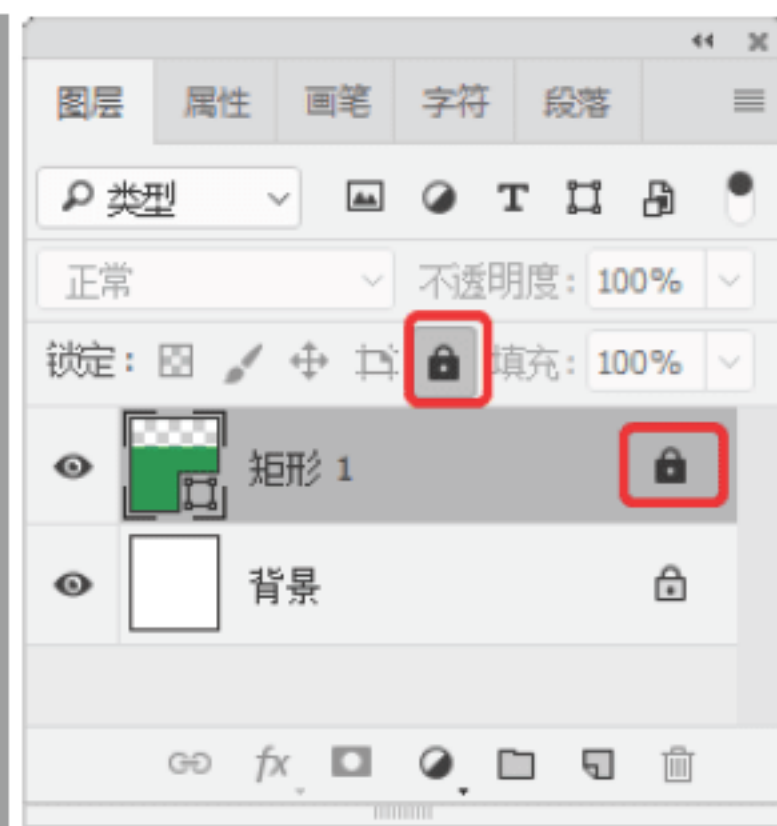 图层 属性 画笔 字符 段落
类型 T
正常 不透明度: 100%
锁定: 填充: 100%
矩形 1
背景
fx